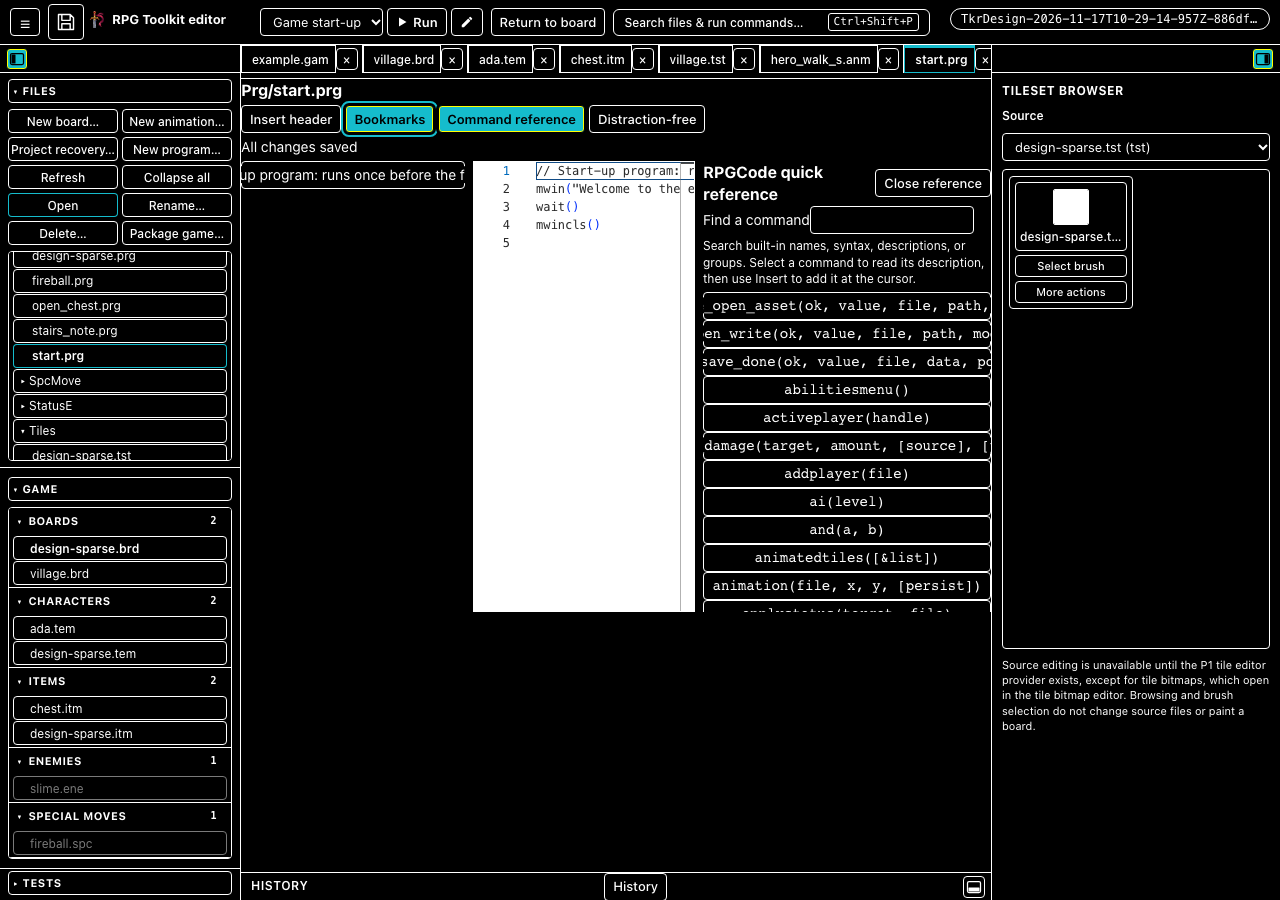 RPG Toolkit editor
Game start-up
Run
Return to board
Search files & run commands...
Ctrl+Shift+P
TkrDesign-2026-11-17T10-29-14-957Z-886df…
example.gam ×
village.brd ×
ada.tem ×
chest.itm ×
village.tst ×
hero_walk_s.anm ×
start.prg ×
FILES
New board...
New animation...
Project recovery...
New program...
Refresh
Collapse all
Open
Rename...
Delete...
Package game...
design-sparse.prg
fireball.prg
open_chest.prg
stairs_note.prg
start.prg
SpcMove
StatusE
Tiles
design-sparse.tst
GAME
BOARDS 2
design-sparse.brd
village.brd
CHARACTERS 2
ada.tem
design-sparse.tem
ITEMS 2
chest.itm
design-sparse.itm
ENEMIES 1
slime.ene
SPECIAL MOVES 1
fireball.spc
TESTS
Prg/start.prg
Insert header
Bookmarks
Command reference
Distraction-free
All changes saved
up program: runs once before the f
1 // Start-up program: r
2 mwin("Welcome to the e
3 wait()
4 mwincls()
5
RPGCode quick
reference
Close reference
Find a command
Search built-in names, syntax, descriptions, or
groups. Select a command to read its description,
then use Insert to add it at the cursor.
_open_asset(ok, value, file, path,
en_write(ok, value, file, path, mo
save_done(ok, value, file, data, po
abilitiesmenu()
activeplayer(handle)
damage(target, amount, [source], [
addplayer(file)
ai(level)
and(a, b)
animatedtiles([&list])
animation(file, x, y, [persist])
applystatus(target, file)
HISTORY
History
TILESET BROWSER
Source
design-sparse.tst (tst)
design-sparse.t...
Select brush
More actions
Source editing is unavailable until the P1 tile editor
provider exists, except for tile bitmaps, which open
in the tile bitmap editor. Browsing and brush
selection do not change source files or paint a
board.